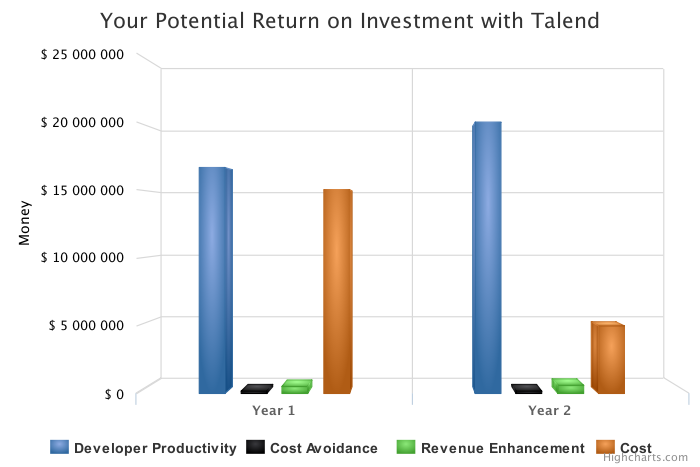 Your Potential Return on Investment with Talend
$ 25 000 000
$ 20 000 000
$ 15 000 000
$ 10 000 000
$ 5 000 000
$ 0
Money
Year 1
Year 2
Developer Productivity
Cost Avoidance
Revenue Enhancement
Cost
Highcharts.com